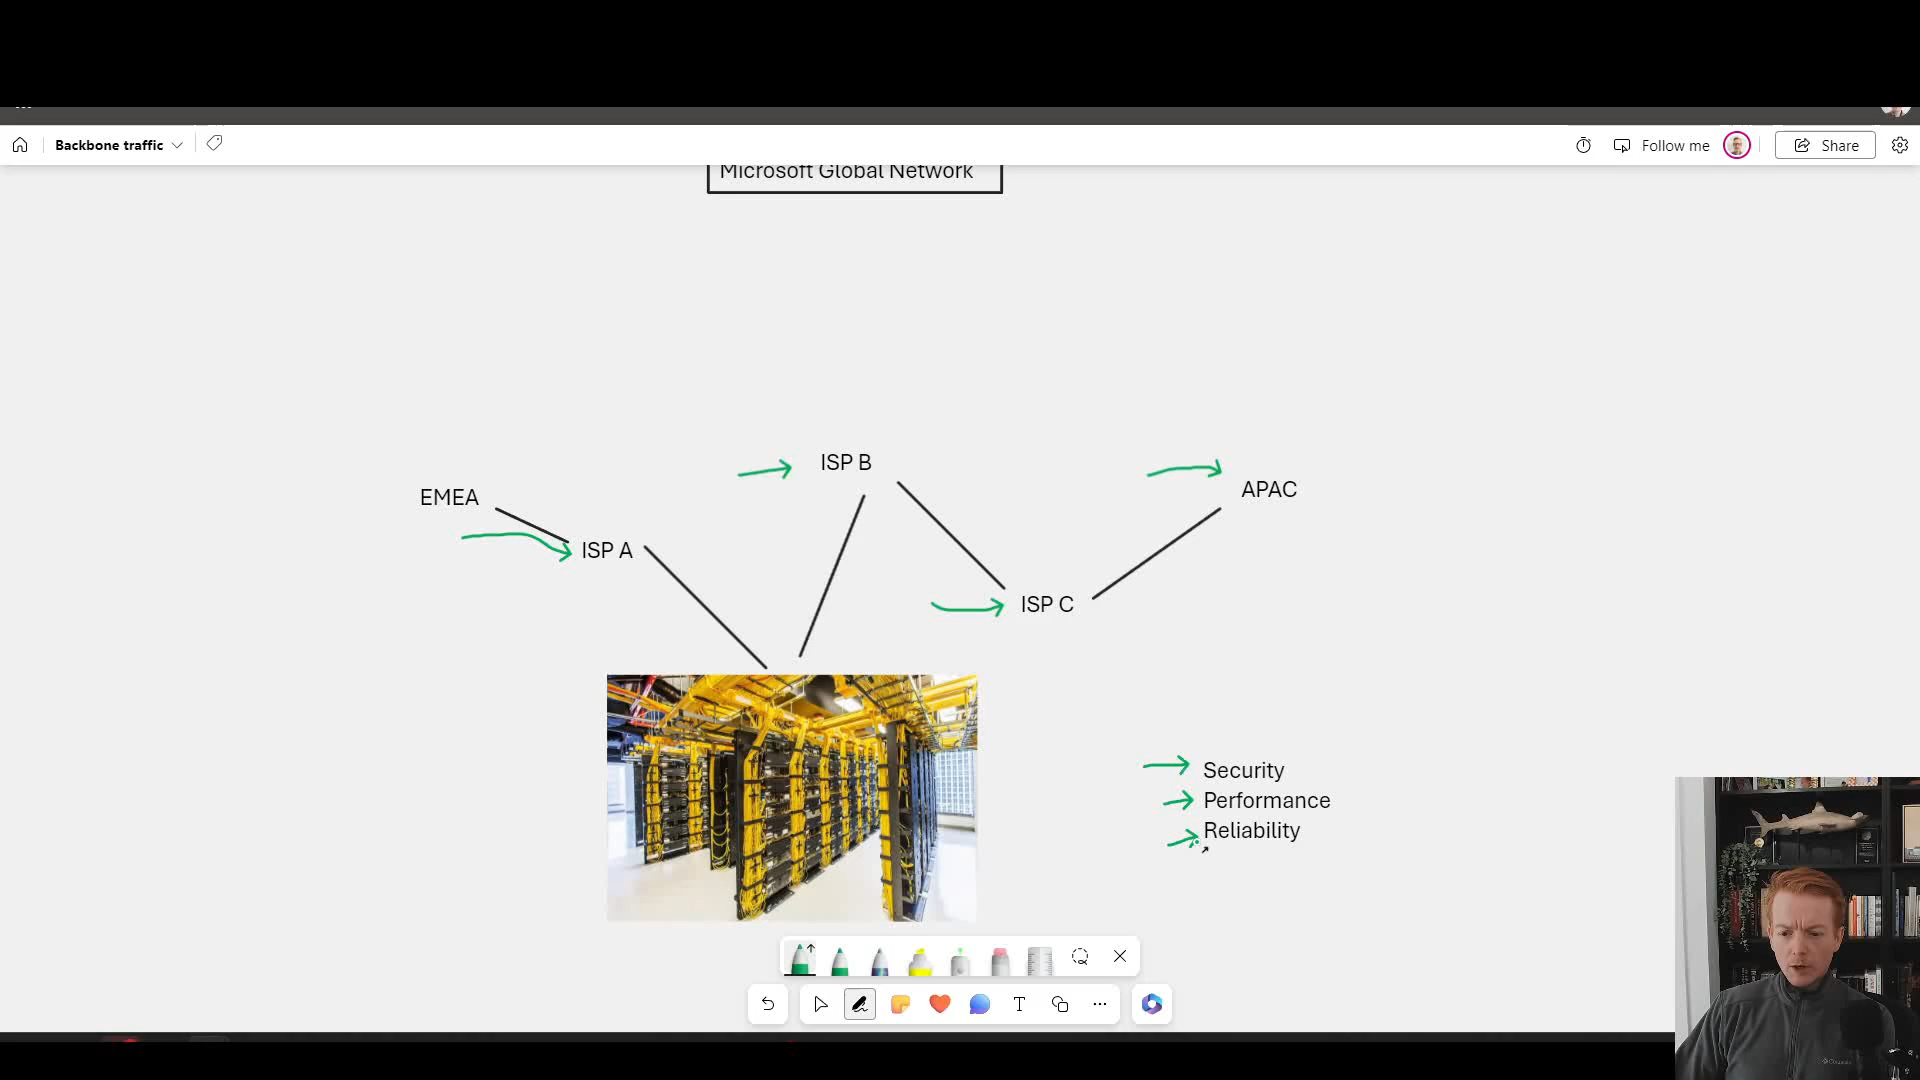 Backbone traffic
Follow me
Share
Microsoft Global Network
ISP B
EMEA
APAC
ISP A
ISP C
Security
Performance
Reliability